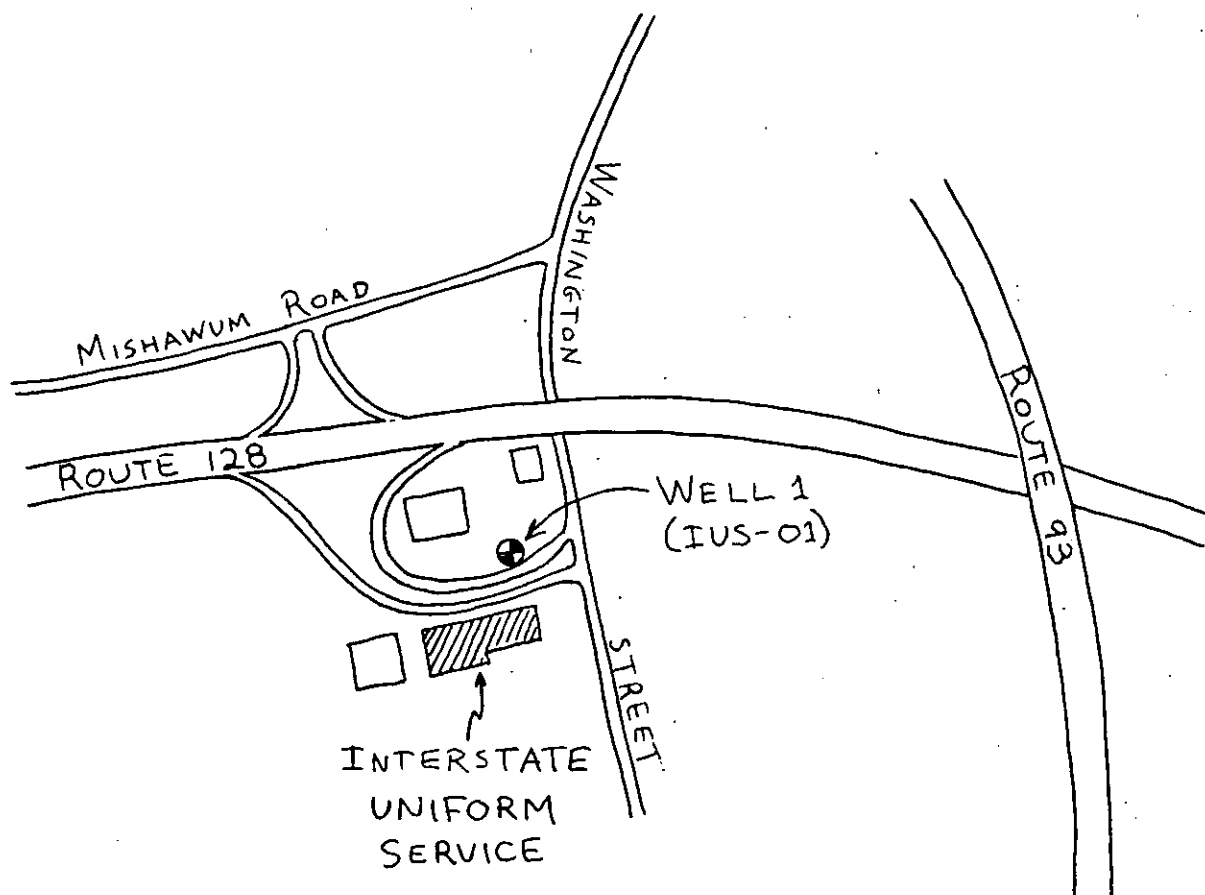 WASHINGTON
MISHAWUM ROAD
ROUTE 128
ROUTE 93
WELL 1
(IUS-01)
STREET
INTERSTATE
UNIFORM
SERVICE